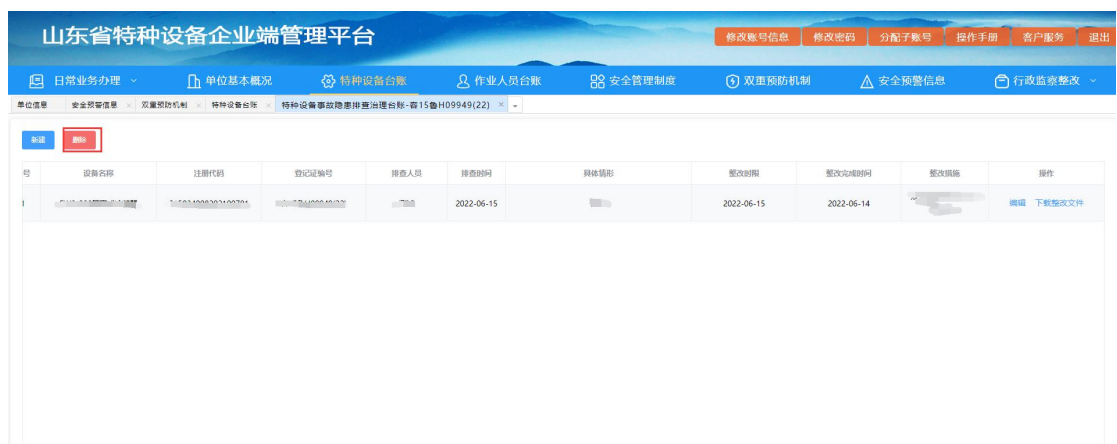 山东省特种设备企业端管理平台
修改账号信息 修改密码 分配子账号 操作手册 客户服务 退出
日常业务办理 单位基本概况 特种设备台账 作业人员台账 安全管理制度 双重预防机制 安全预警信息 行政监察整改
单位信息 安全预警信息 双重预防机制 特种设备台账 特种设备事故隐患排查治理台账-容15鲁H09949(22)
新建 删除
号 设备名称 注册代码 登记证编号 排查人员 排查时间 具体情形 整改时限 整改完成时间 整改措施 操作
2022-06-15 2022-06-15 2022-06-14 编辑 下载整改文件